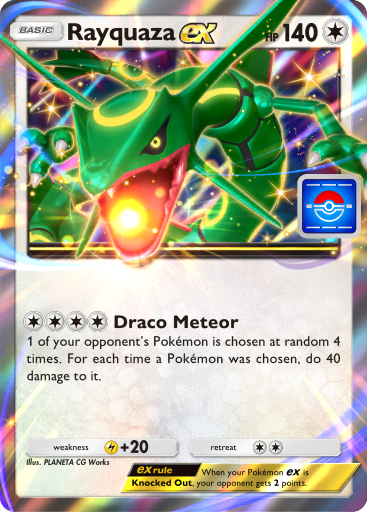 BASIC Rayquaza ex HP 140
Draco Meteor
1 of your opponent's Pokémon is chosen at random 4
times. For each time a Pokémon was chosen, do 40
damage to it.
weakness +20 retreat
Illus. PLANETA CG Works
ex rule When your Pokémon ex is
Knocked Out, your opponent gets 2 points.